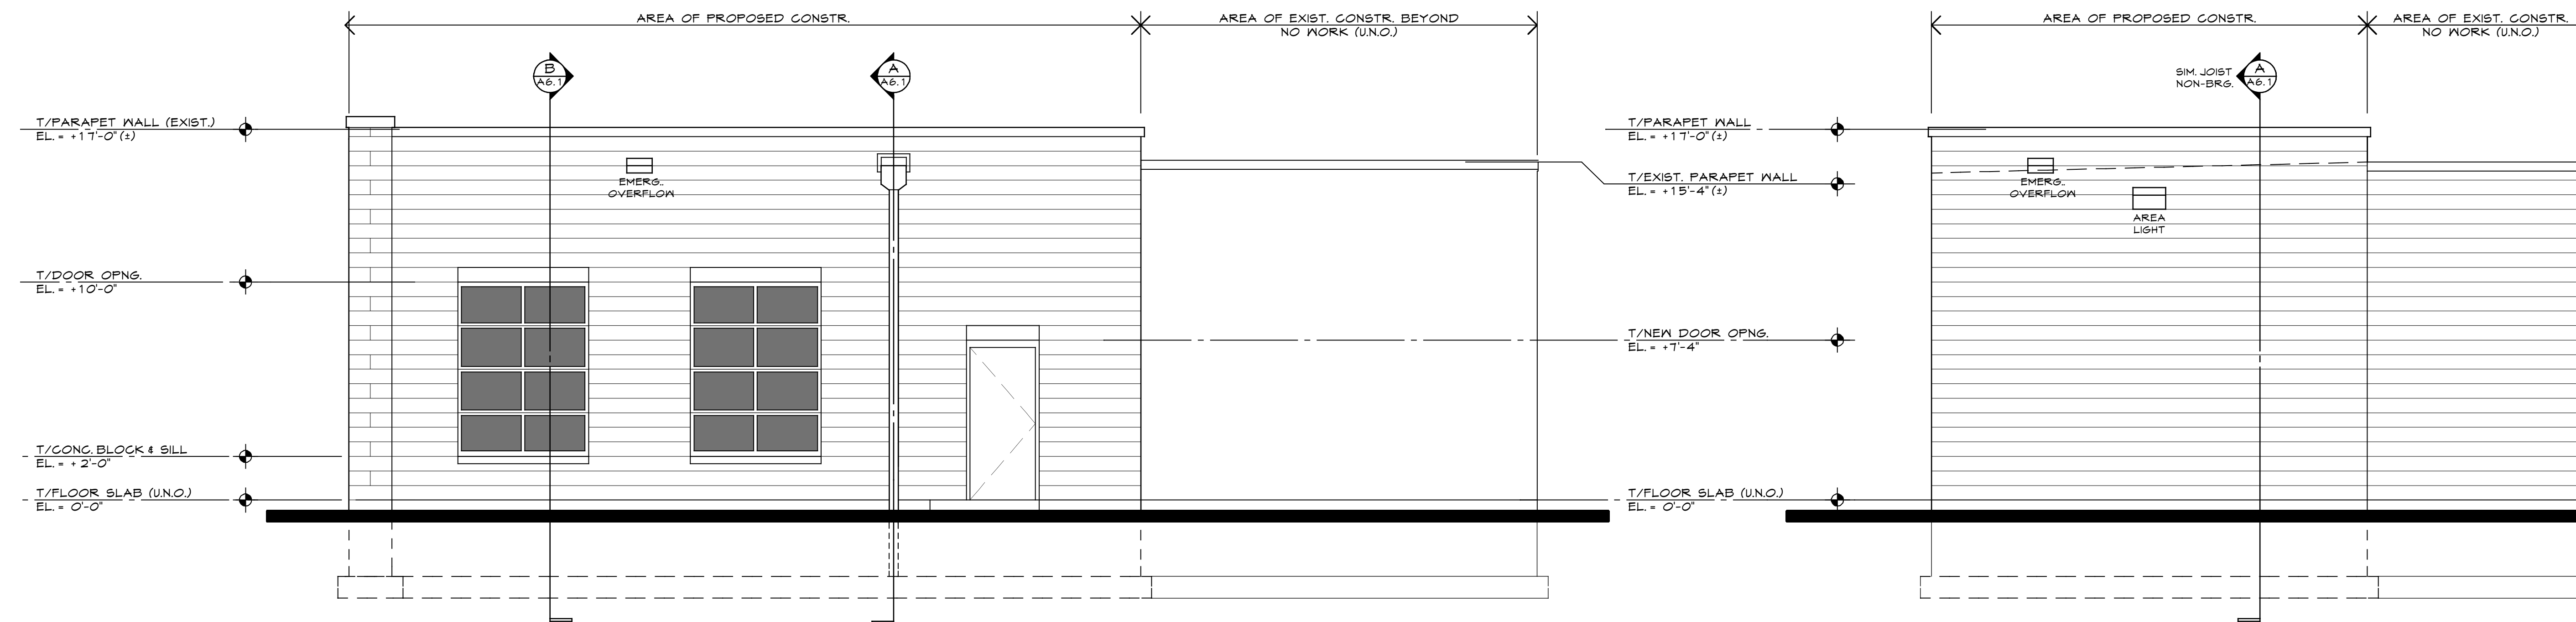 AREA OF PROPOSED CONSTR.
AREA OF EXIST. CONSTR. BEYOND
NO WORK (U.N.O.)
B
A6.1
A
A6.1
T/PARAPET WALL (EXIST.)
EL. = +17'-0" (±)
EMERG..
OVERFLOW
T/DOOR OPNG.
EL. = +10'-0"
T/CONC. BLOCK & SILL
EL. = +2'-0"
T/FLOOR SLAB (U.N.O.)
EL. = 0'-0"
AREA OF PROPOSED CONSTR.
AREA OF EXIST. CONSTR.
NO WORK (U.N.O.)
SIM. JOIST
NON-BRG.
A
A6.1
T/PARAPET WALL
EL. = +17'-0" (±)
T/EXIST. PARAPET WALL
EL. = +15'-4" (±)
EMERG..
OVERFLOW
AREA
LIGHT
T/NEW DOOR OPNG.
EL. = +7'-4"
T/FLOOR SLAB (U.N.O.)
EL. = 0'-0"